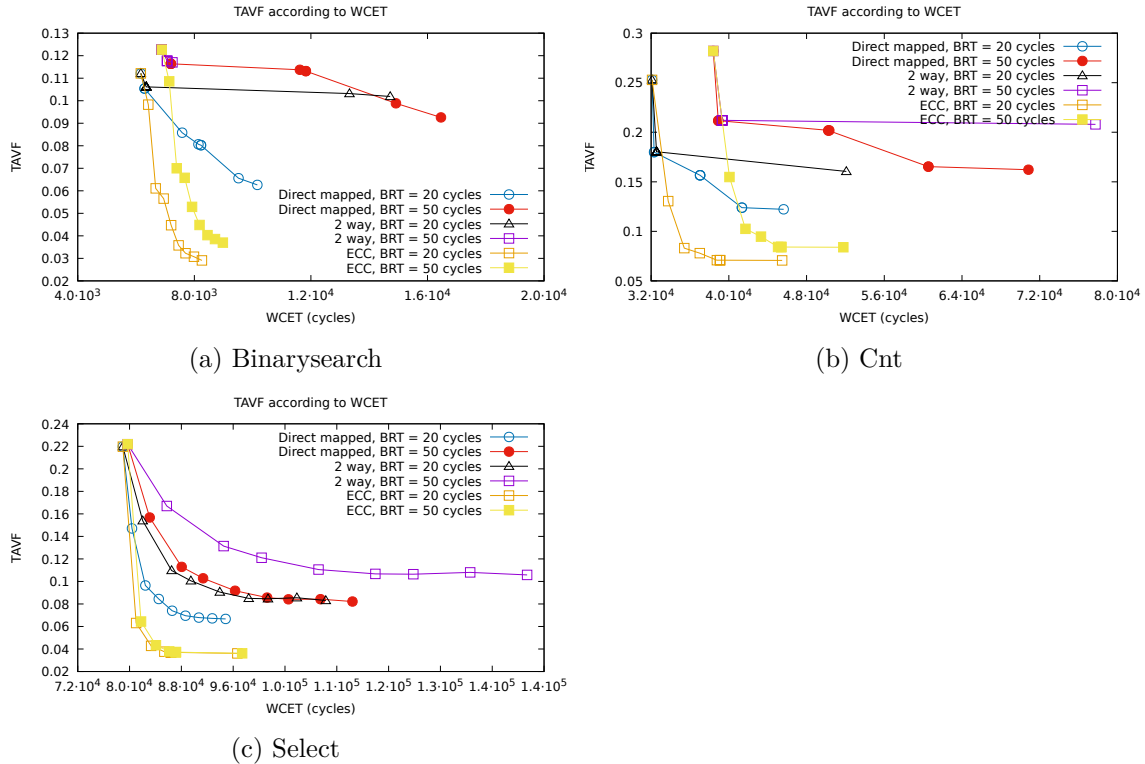 TAVF according to WCET
0.13
0.12
0.11
0.1
0.09
0.08
0.07
0.06
0.05
0.04
0.03
0.02
TAVF
Direct mapped, BRT = 20 cycles
Direct mapped, BRT = 50 cycles
2 way, BRT = 20 cycles
2 way, BRT = 50 cycles
ECC, BRT = 20 cycles
ECC, BRT = 50 cycles
4.0·10³ 8.0·10³ 1.2·10⁴ 1.6·10⁴ 2.0·10⁴
WCET (cycles)
(a) Binarysearch
TAVF according to WCET
0.3
0.25
0.2
0.15
0.1
0.05
TAVF
Direct mapped, BRT = 20 cycles
Direct mapped, BRT = 50 cycles
2 way, BRT = 20 cycles
2 way, BRT = 50 cycles
ECC, BRT = 20 cycles
ECC, BRT = 50 cycles
3.2·10⁴ 4.0·10⁴ 4.8·10⁴ 5.6·10⁴ 6.4·10⁴ 7.2·10⁴ 8.0·10⁴
WCET (cycles)
(b) Cnt
TAVF according to WCET
0.24
0.22
0.2
0.18
0.16
0.14
0.12
0.1
0.08
0.06
0.04
0.02
TAVF
Direct mapped, BRT = 20 cycles
Direct mapped, BRT = 50 cycles
2 way, BRT = 20 cycles
2 way, BRT = 50 cycles
ECC, BRT = 20 cycles
ECC, BRT = 50 cycles
7.2·10⁴ 8.0·10⁴ 8.8·10⁴ 9.6·10⁴ 1.0·10⁵ 1.1·10⁵ 1.2·10⁵ 1.3·10⁵ 1.4·10⁵ 1.4·10⁵
WCET (cycles)
(c) Select